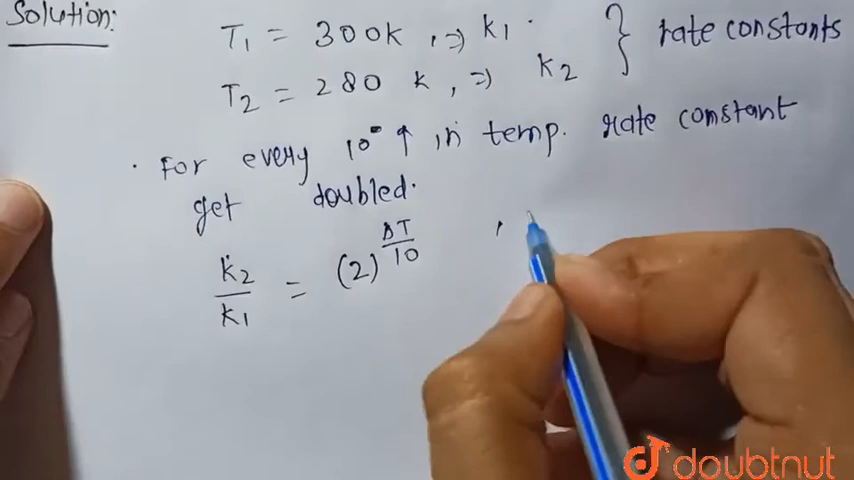 Solution:
T1 = 300k, => k1 } rate constants
T2 = 280 k, => k2
· For every 10° ↑ in temp. rate constant
get doubled.
k2/k1 = (2)^ΔT/10 ,
doubtnut